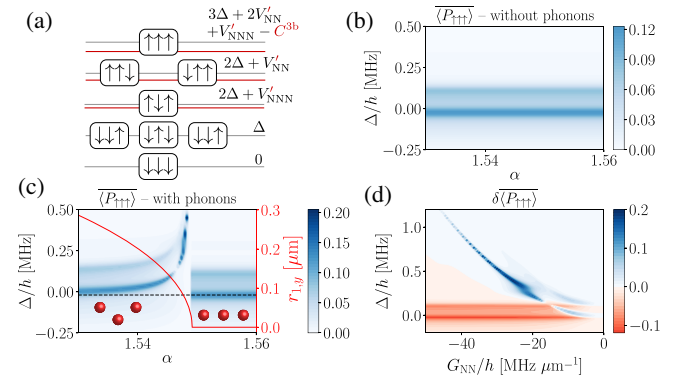 (a)
3Δ + 2V′NN
+V′NNN − C³ᵇ
↑↑↑
2Δ + V′NN
↑↑↓ ↓↑↑
2Δ + V′NNN
↑↓↑
Δ
↓↓↑ ↓↑↓ ↓↓↑
0
↓↓↓
(b)
⟨P↑↑↑⟩ – without phonons
Δ/h [MHz]
0.25
0.00
−0.25
1.54 1.56
α
0.12
0.09
0.06
0.03
0.00
(c)
⟨P↑↑↑⟩ – with phonons
Δ/h [MHz]
0.50
0.25
0.00
−0.25
1.54 1.56
α
0.3
0.2
0.1
0.0
r1,y [μm]
0.20
0.15
0.10
0.05
0.00
(d)
δ⟨P↑↑↑⟩
Δ/h [MHz]
1.0
0.5
0.0
−40 −20 0
GNN/h [MHz μm⁻¹]
0.2
0.1
0.0
−0.1